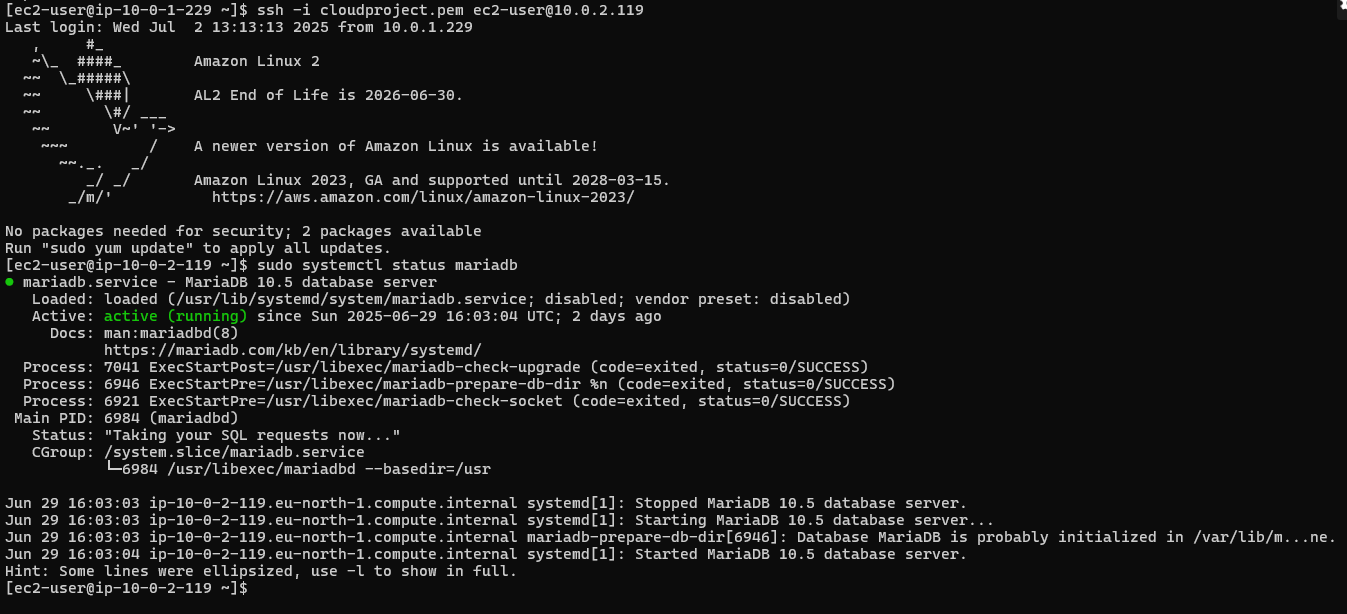 [ec2-user@ip-10-0-1-229 ~]$ ssh -i cloudproject.pem ec2-user@10.0.2.119
Last login: Wed Jul  2 13:13:13 2025 from 10.0.1.229
   ,     #_
   ~\_  ####_        Amazon Linux 2
  ~~  \_#####\
  ~~     \###|       AL2 End of Life is 2026-06-30.
  ~~       \#/ ___
   ~~       V~' '->
    ~~~         /    A newer version of Amazon Linux is available!
      ~~._.   _/
         _/ _/       Amazon Linux 2023, GA and supported until 2028-03-15.
       _/m/'           https://aws.amazon.com/linux/amazon-linux-2023/

No packages needed for security; 2 packages available
Run "sudo yum update" to apply all updates.
[ec2-user@ip-10-0-2-119 ~]$ sudo systemctl status mariadb
● mariadb.service - MariaDB 10.5 database server
   Loaded: loaded (/usr/lib/systemd/system/mariadb.service; disabled; vendor preset: disabled)
   Active: active (running) since Sun 2025-06-29 16:03:04 UTC; 2 days ago
     Docs: man:mariadbd(8)
           https://mariadb.com/kb/en/library/systemd/
  Process: 7041 ExecStartPost=/usr/libexec/mariadb-check-upgrade (code=exited, status=0/SUCCESS)
  Process: 6946 ExecStartPre=/usr/libexec/mariadb-prepare-db-dir %n (code=exited, status=0/SUCCESS)
  Process: 6921 ExecStartPre=/usr/libexec/mariadb-check-socket (code=exited, status=0/SUCCESS)
 Main PID: 6984 (mariadbd)
   Status: "Taking your SQL requests now..."
   CGroup: /system.slice/mariadb.service
           └─6984 /usr/libexec/mariadbd --basedir=/usr

Jun 29 16:03:03 ip-10-0-2-119.eu-north-1.compute.internal systemd[1]: Stopped MariaDB 10.5 database server.
Jun 29 16:03:03 ip-10-0-2-119.eu-north-1.compute.internal systemd[1]: Starting MariaDB 10.5 database server...
Jun 29 16:03:03 ip-10-0-2-119.eu-north-1.compute.internal mariadb-prepare-db-dir[6946]: Database MariaDB is probably initialized in /var/lib/m...ne.
Jun 29 16:03:04 ip-10-0-2-119.eu-north-1.compute.internal systemd[1]: Started MariaDB 10.5 database server.
Hint: Some lines were ellipsized, use -l to show in full.
[ec2-user@ip-10-0-2-119 ~]$